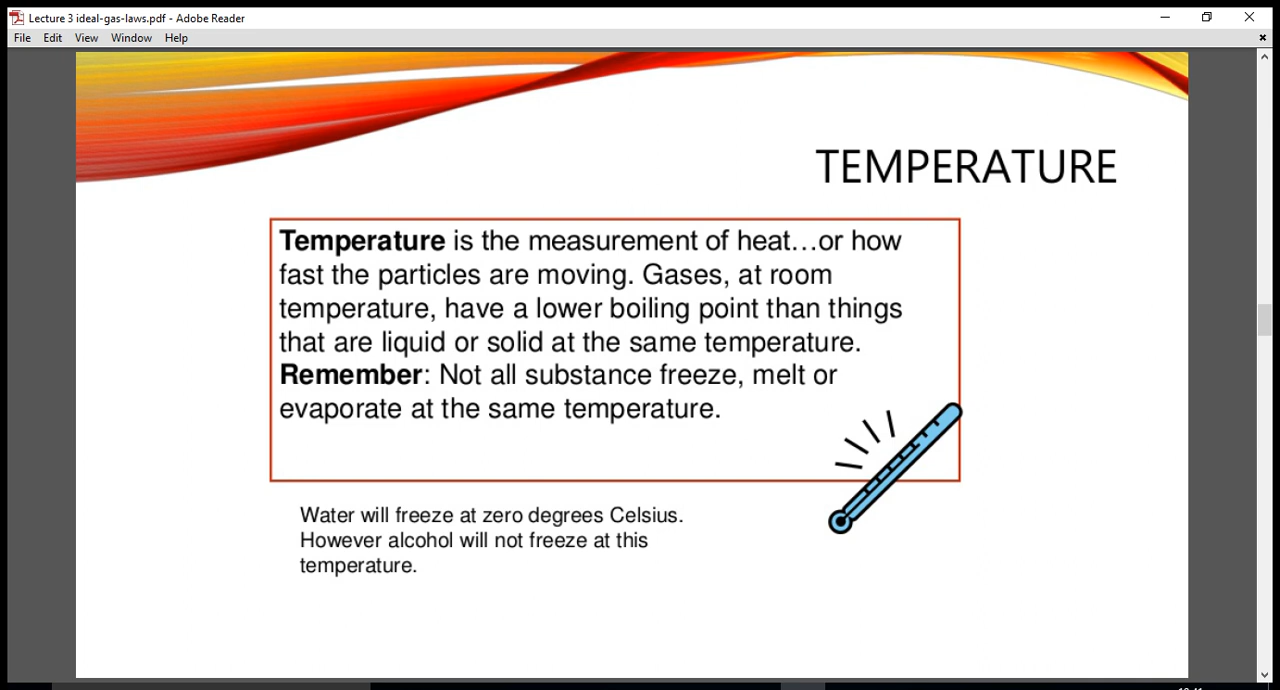 Lecture 3 ideal-gas-laws.pdf - Adobe Reader
File Edit View Window Help
TEMPERATURE
Temperature is the measurement of heat…or how
fast the particles are moving. Gases, at room
temperature, have a lower boiling point than things
that are liquid or solid at the same temperature.
Remember: Not all substance freeze, melt or
evaporate at the same temperature.
Water will freeze at zero degrees Celsius.
However alcohol will not freeze at this
temperature.